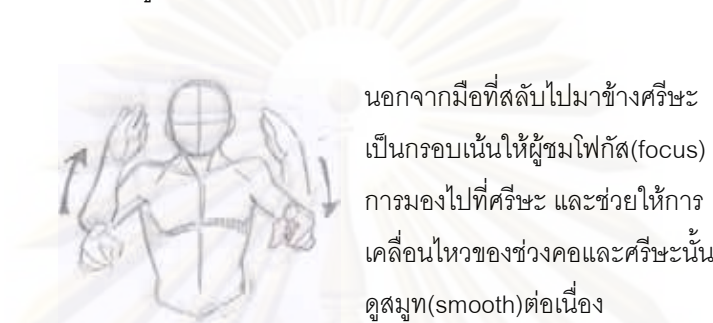 นอกจากมือที่สลับไปมาข้างศรีษะ
เป็นกรอบเน้นให้ผู้ชมโฟกัส(focus)
การมองไปที่ศรีษะ และช่วยให้การ
เคลื่อนไหวของช่วงคอและศรีษะนั้น
ดูสมูท(smooth)ต่อเนื่อง